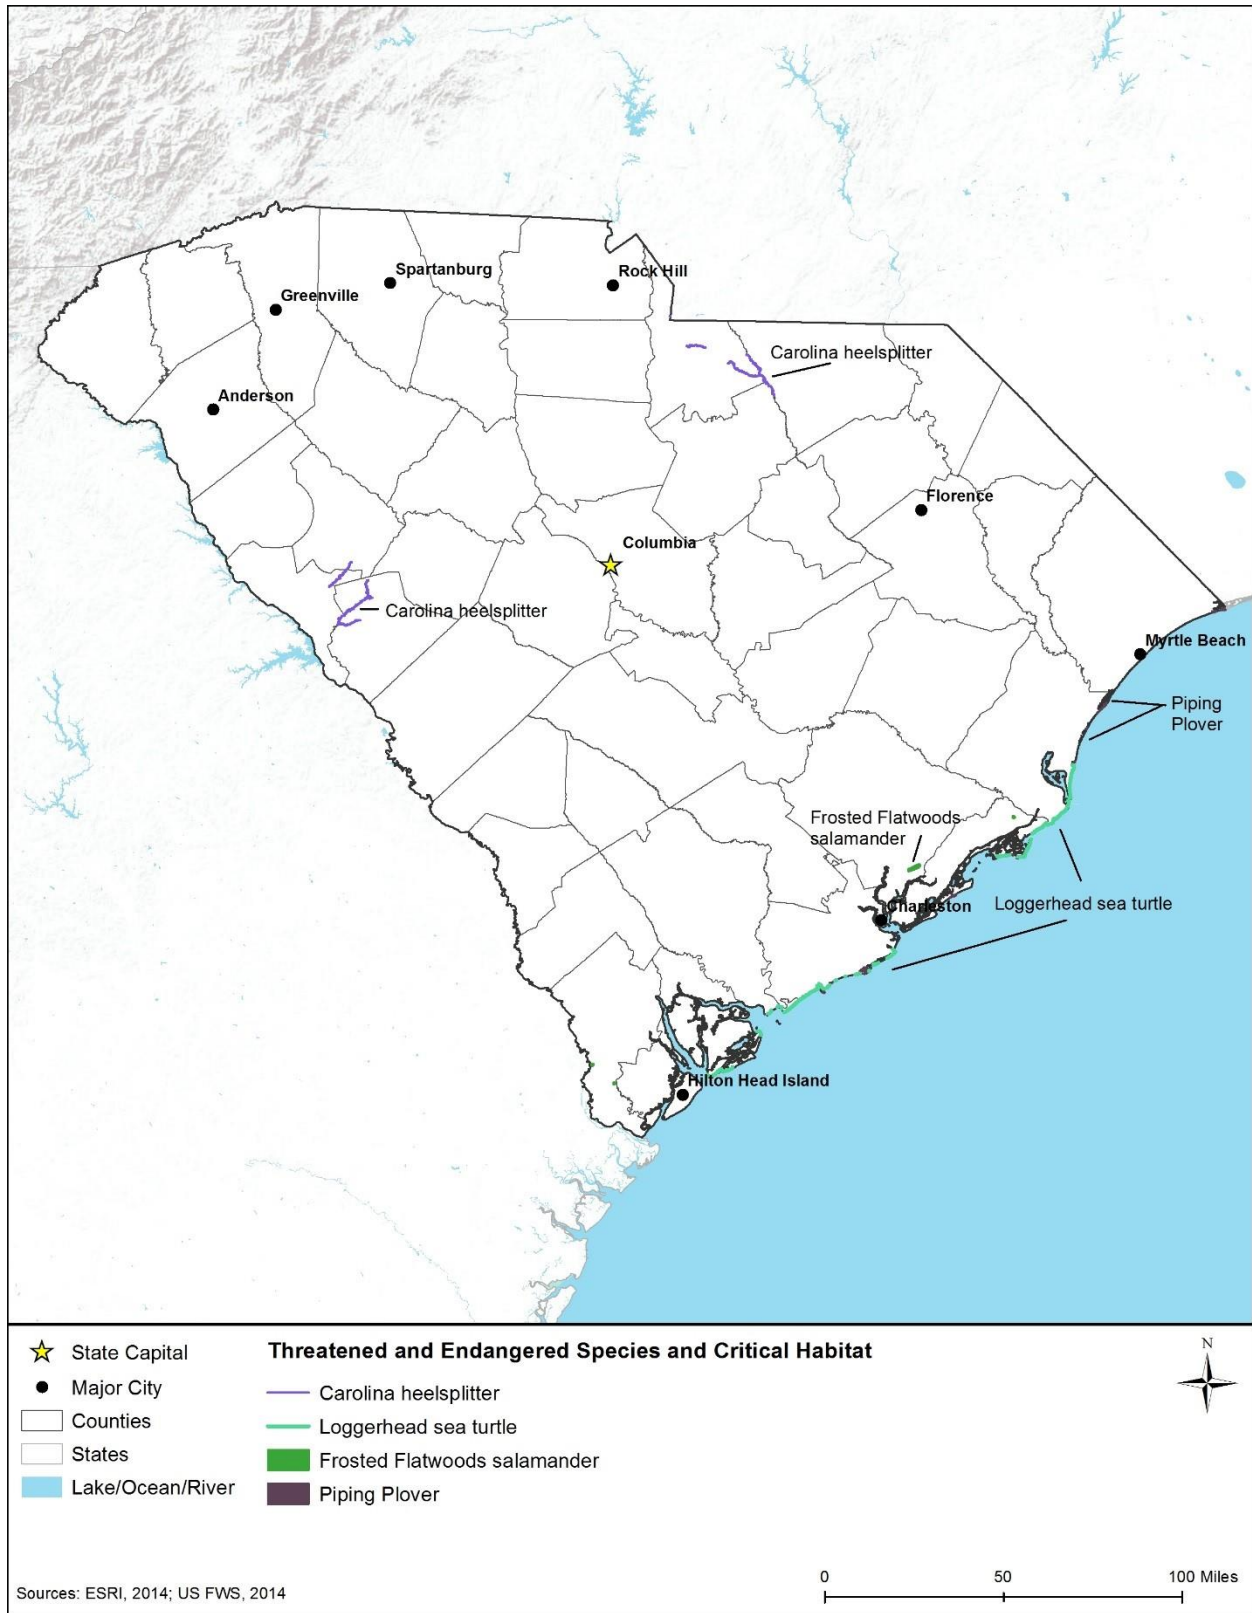 Spartanburg
Rock Hill
Greenville
Carolina heelsplitter
Anderson
Florence
Columbia
Carolina heelsplitter
Myrtle Beach
Piping
Plover
Frosted Flatwoods
salamander
Charleston
Loggerhead sea turtle
Hilton Head Island
State Capital
Major City
Counties
States
Lake/Ocean/River
Threatened and Endangered Species and Critical Habitat
Carolina heelsplitter
Loggerhead sea turtle
Frosted Flatwoods salamander
Piping Plover
N
Sources: ESRI, 2014; US FWS, 2014
0 50 100 Miles